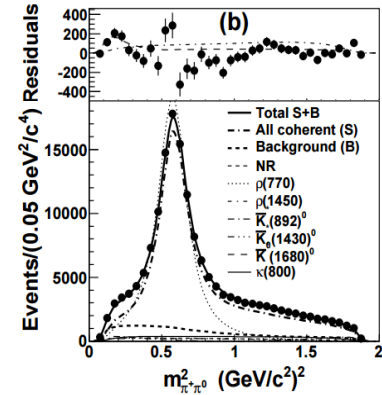 (b)
400
200
0
-200
-400
Residuals
Total S+B
All coherent (S)
Background (B)
NR
ρ(770)
ρ(1450)
K̅*(892)⁰
K̅₀(1430)⁰
K̅(1680)⁰
κ(800)
15000
10000
5000
0
Events/(0.05 GeV²/c⁴)
0 0.5 1 1.5 2
m²π⁺π⁰ (GeV/c²)²